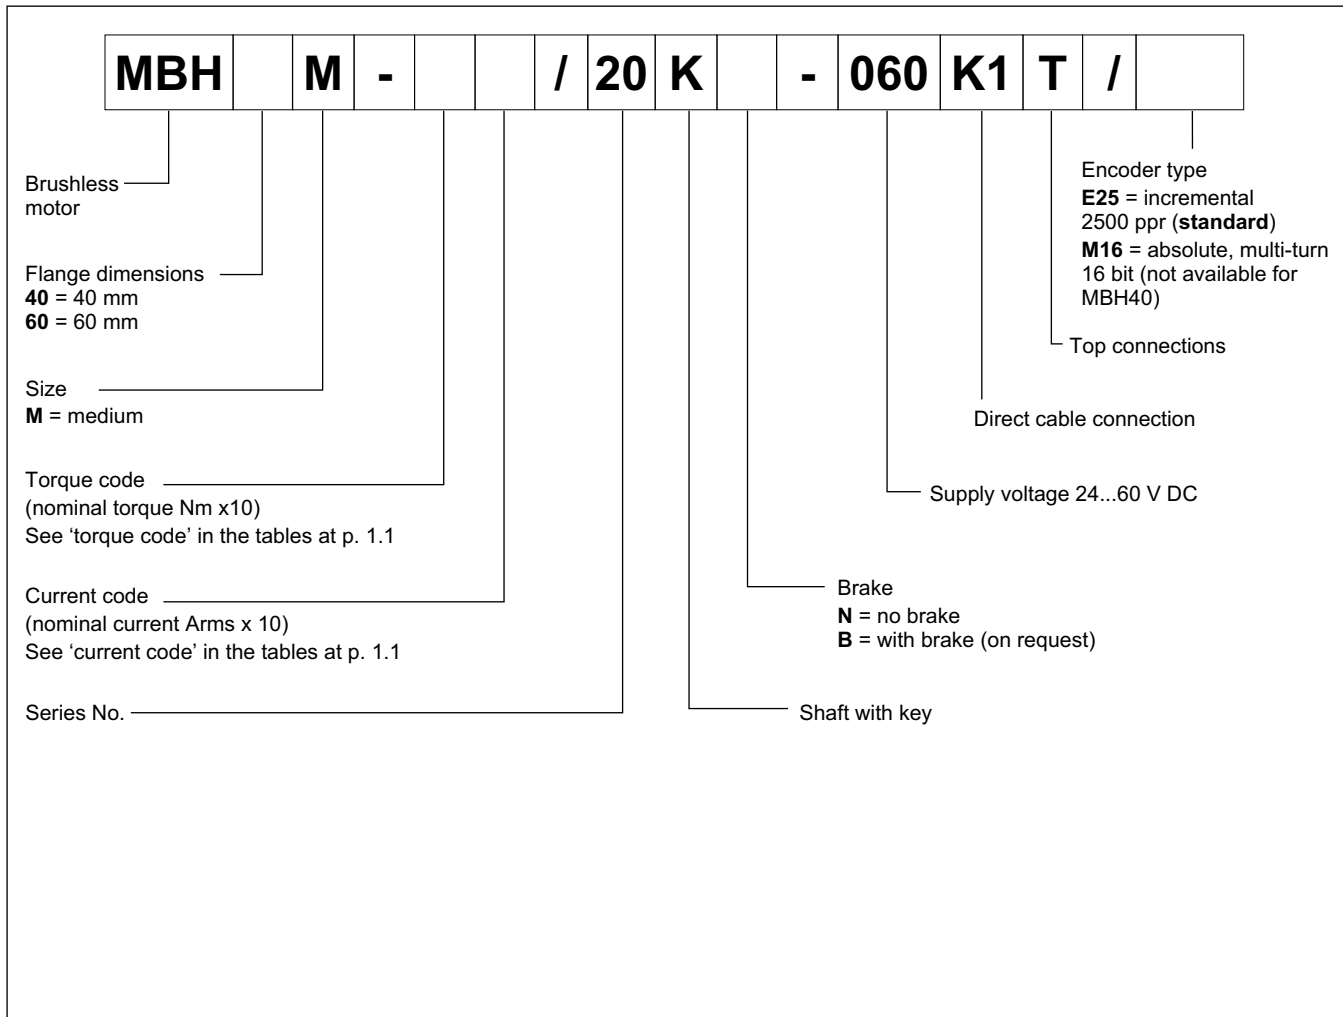 MBH M - / 20 K - 060 K1 T /
Brushless
motor
Flange dimensions
40 = 40 mm
60 = 60 mm
Size
M = medium
Torque code
(nominal torque Nm x10)
See ‘torque code’ in the tables at p. 1.1
Current code
(nominal current Arms x 10)
See ‘current code’ in the tables at p. 1.1
Series No.
Encoder type
E25 = incremental
2500 ppr (standard)
M16 = absolute, multi-turn
16 bit (not available for
MBH40)
Top connections
Direct cable connection
Supply voltage 24...60 V DC
Brake
N = no brake
B = with brake (on request)
Shaft with key